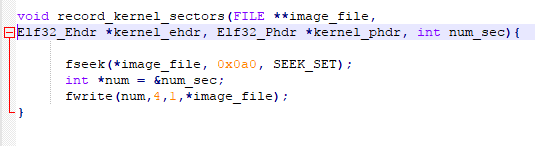 void record_kernel_sectors(FILE **image_file,
Elf32_Ehdr *kernel_ehdr, Elf32_Phdr *kernel_phdr, int num_sec){
fseek(*image_file, 0x0a0, SEEK_SET);
int *num = &num_sec;
fwrite(num,4,1,*image_file);
}